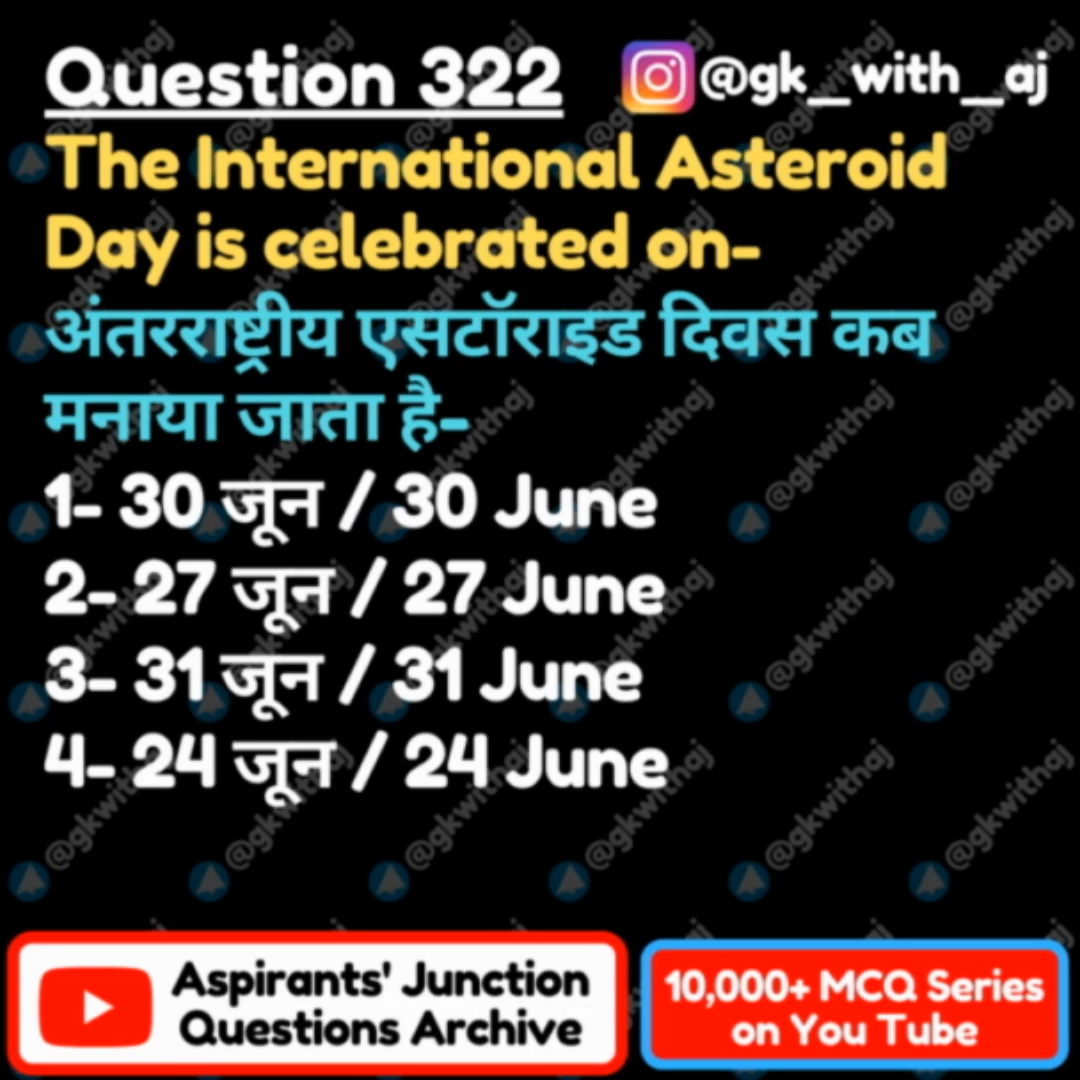 Question 322 @gk_with_aj
The International Asteroid
Day is celebrated on-
अंतरराष्ट्रीय एसटॉराइड दिवस कब
मनाया जाता है-
1- 30 जून / 30 June
2- 27 जून / 27 June
3- 31 जून / 31 June
4- 24 जून / 24 June
Aspirants' Junction
Questions Archive
10,000+ MCQ Series
on You Tube
@gkwithaj